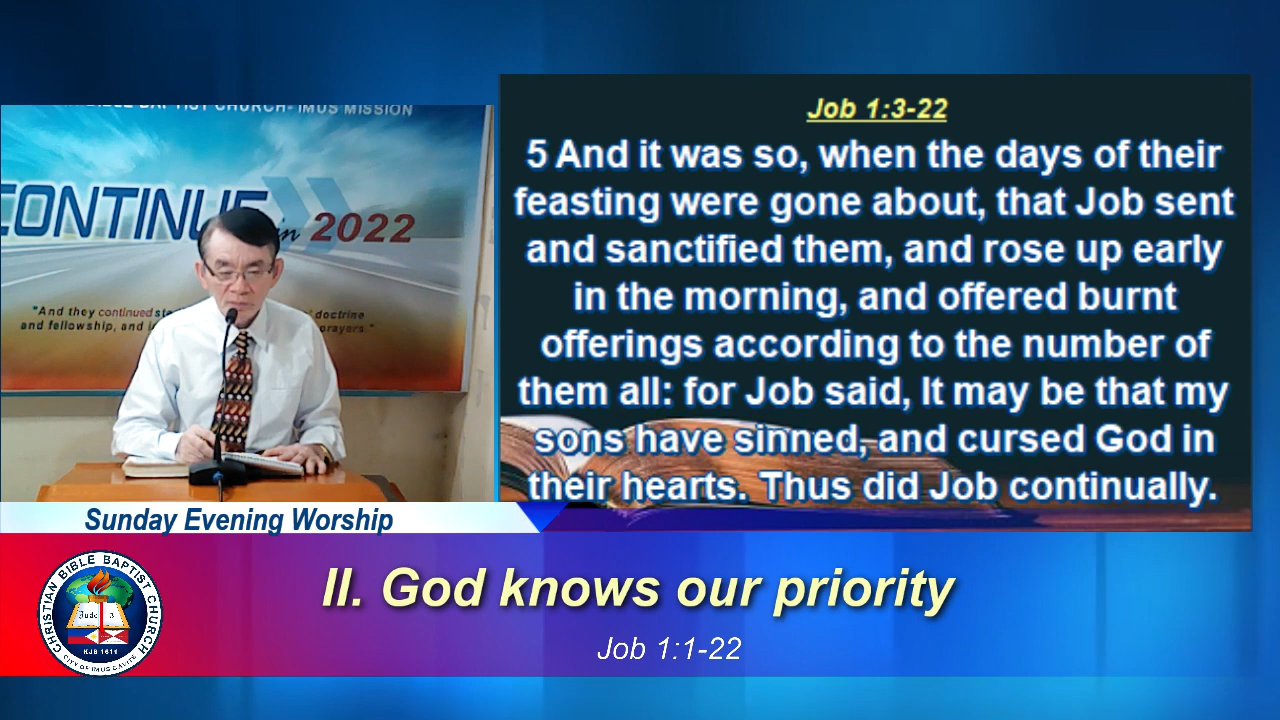 BIBLE BAPTIST CHURCH- IMUS MISSION
CONTINUE
in 2022
"And they continued
doctrine
and fellowship, and
prayers."
Job 1:3-22
5 And it was so, when the days of their
feasting were gone about, that Job sent
and sanctified them, and rose up early
in the morning, and offered burnt
offerings according to the number of
them all: for Job said, It may be that my
sons have sinned, and cursed God in
their hearts. Thus did Job continually.
Sunday Evening Worship
II. God knows our priority
Job 1:1-22
CHRISTIAN BIBLE BAPTIST CHURCH
Jude 3
KJB 1611
CITY OF IMUS CAVITE